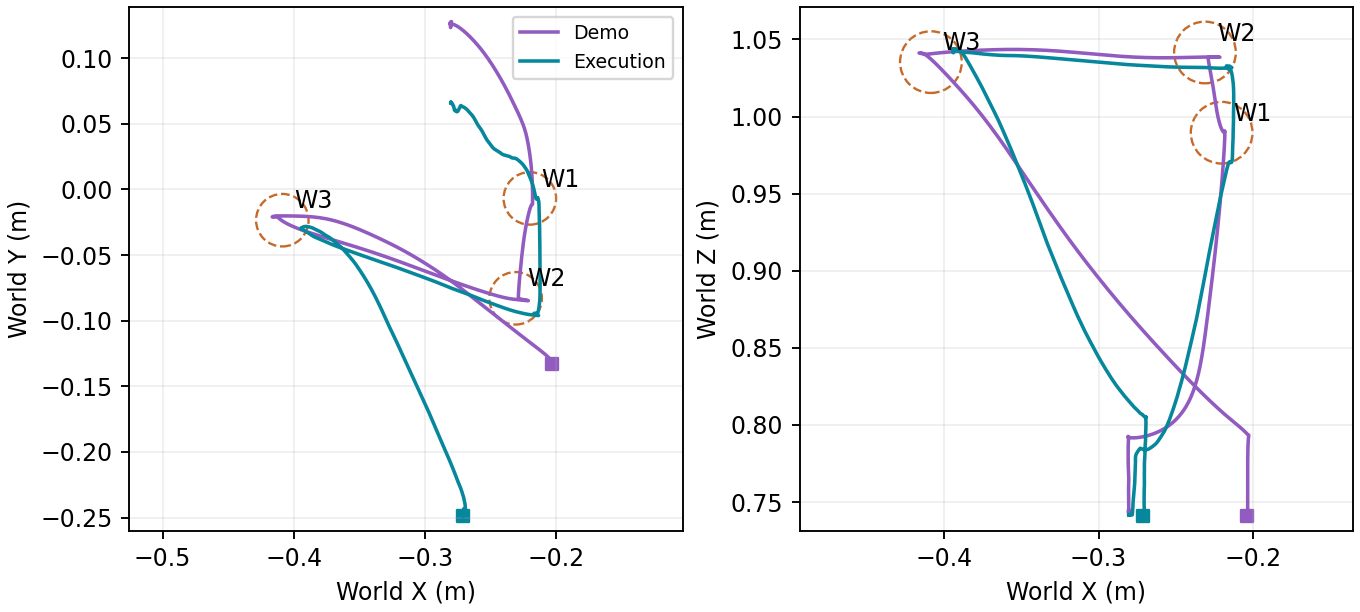 Demo
Execution
W1
W2
W3
0.10
0.05
0.00
−0.05
−0.10
−0.15
−0.20
−0.25
−0.5
−0.4
−0.3
−0.2
World X (m)
World Y (m)
W3
W2
W1
1.05
1.00
0.95
0.90
0.85
0.80
0.75
−0.4
−0.3
−0.2
World X (m)
World Z (m)